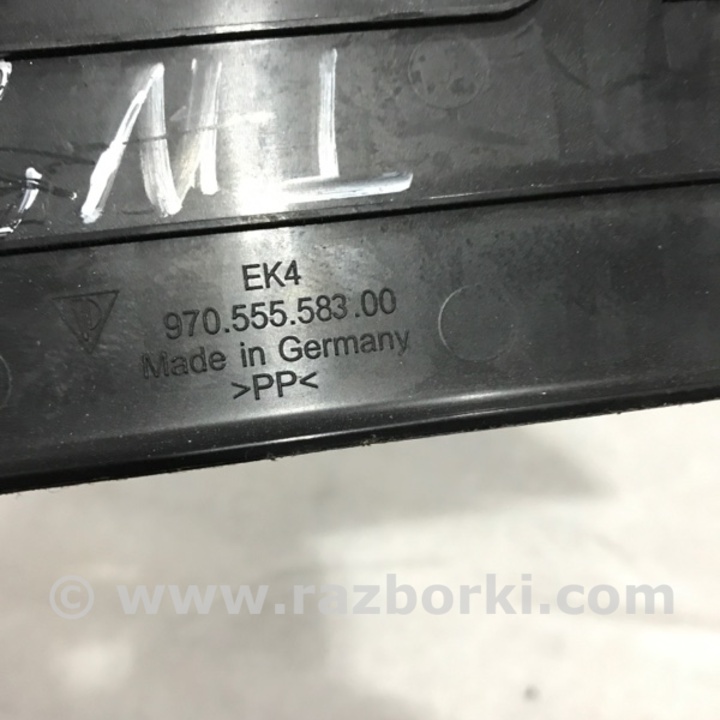 EK4
970.555.583.00
Made in Germany
>PP<
© www.razborki.com